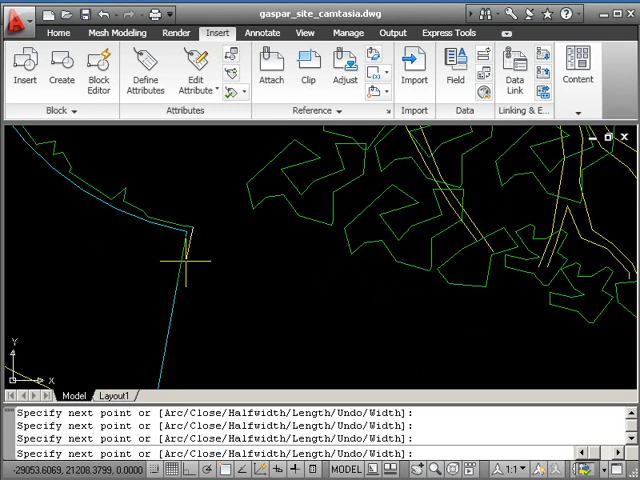 gaspar_site_camtasia.dwg
Home Mesh Modeling Render Insert Annotate View Manage Output Express Tools
Insert Create Block Editor Define Attributes Edit Attributes Attach Clip Adjust Import Field Data Link Content
Block Attributes Reference Import Data Linking & E...
Y
X
Model Layout1
Specify next point or [Arc/Close/Halfwidth/Length/Undo/Width]:
Specify next point or [Arc/Close/Halfwidth/Length/Undo/Width]:
Specify next point or [Arc/Close/Halfwidth/Length/Undo/Width]:
Specify next point or [Arc/Close/Halfwidth/Length/Undo/Width]:
-29053.6069, 21208.3799, 0.0000 MODEL 1:1